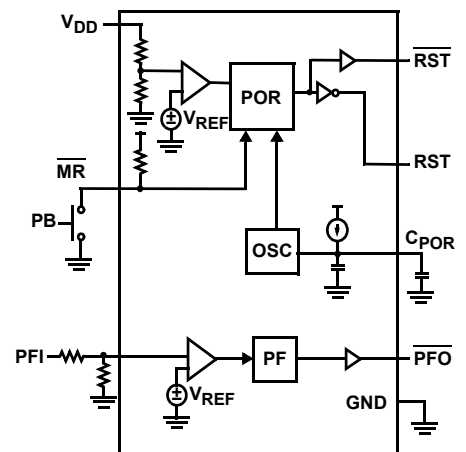 VDD
RST
POR
VREF
MR
RST
PB
OSC
CPOR
PFI
PF
PFO
VREF
GND